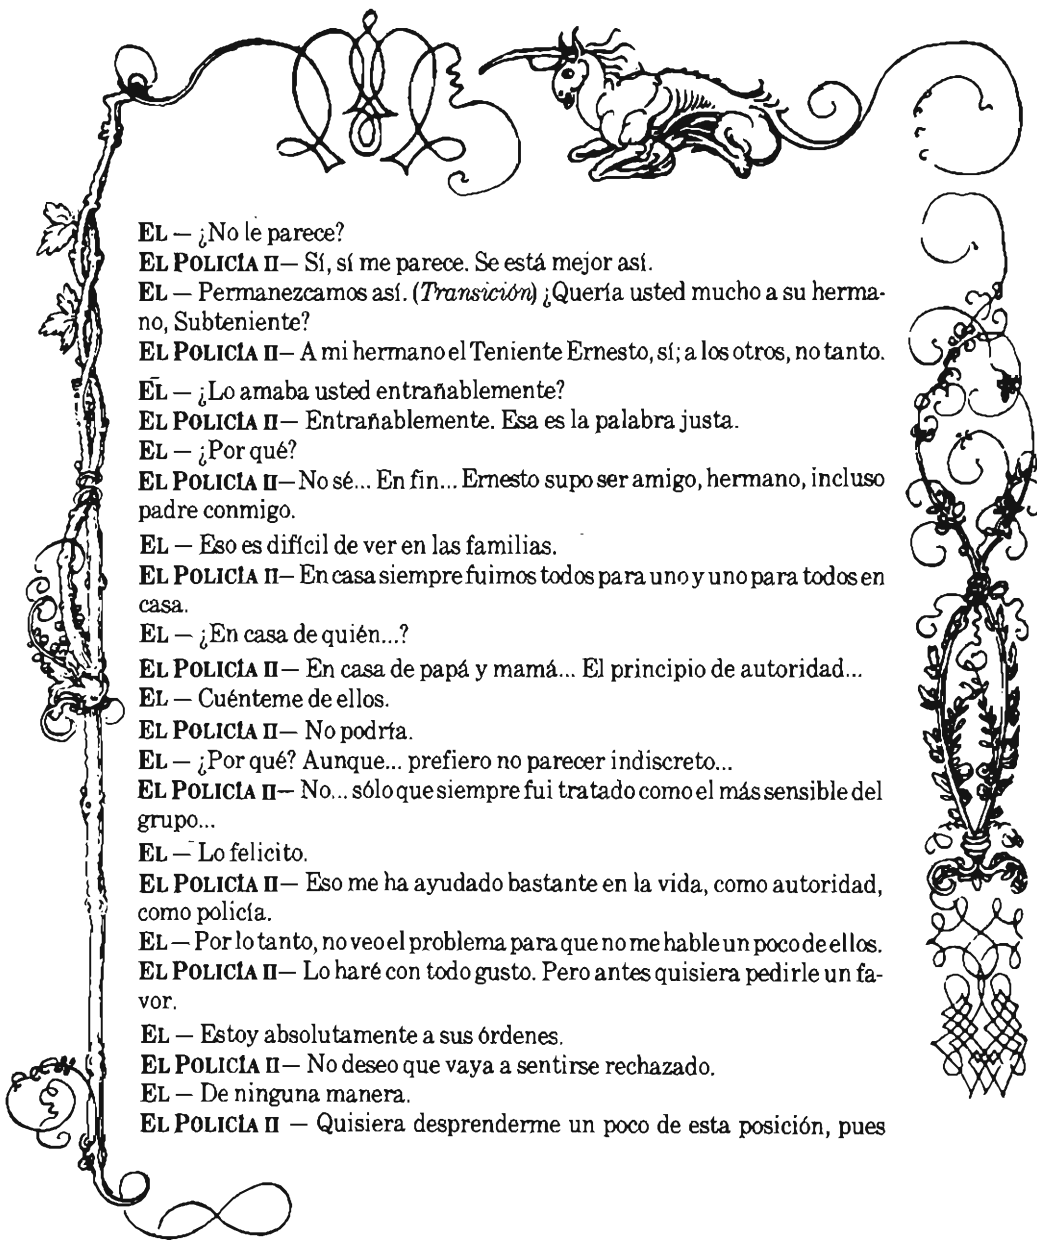 EL — ¿No le parece?
EL POLICÍA II— Sí, sí me parece. Se está mejor así.
EL — Permanezcamos así. (Transición) ¿Quería usted mucho a su herma-
no, Subteniente?
EL POLICÍA II— A mi hermano el Teniente Ernesto, sí; a los otros, no tanto.
EL — ¿Lo amaba usted entrañablemente?
EL POLICÍA II— Entrañablemente. Esa es la palabra justa.
EL — ¿Por qué?
EL POLICÍA II— No sé... En fin... Ernesto supo ser amigo, hermano, incluso
padre conmigo.
EL — Eso es difícil de ver en las familias.
EL POLICÍA II— En casa siempre fuimos todos para uno y uno para todos en
casa.
EL — ¿En casa de quién...?
EL POLICÍA II— En casa de papá y mamá... El principio de autoridad...
EL — Cuénteme de ellos.
EL POLICÍA II— No podría.
EL — ¿Por qué? Aunque... prefiero no parecer indiscreto...
EL POLICÍA II— No... sólo que siempre fui tratado como el más sensible del
grupo...
EL — Lo felicito.
EL POLICÍA II— Eso me ha ayudado bastante en la vida, como autoridad,
como policía.
EL — Por lo tanto, no veo el problema para que no me hable un poco de ellos.
EL POLICÍA II— Lo haré con todo gusto. Pero antes quisiera pedirle un fa-
vor.
EL — Estoy absolutamente a sus órdenes.
EL POLICÍA II— No deseo que vaya a sentirse rechazado.
EL — De ninguna manera.
EL POLICÍA II — Quisiera desprenderme un poco de esta posición, pues